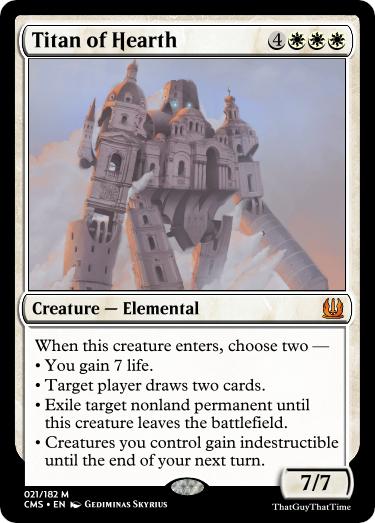 Titan of Hearth 4
Creature — Elemental
When this creature enters, choose two —
• You gain 7 life.
• Target player draws two cards.
• Exile target nonland permanent until
this creature leaves the battlefield.
• Creatures you control gain indestructible
until the end of your next turn.
7/7
021/182 M
CMS • EN Gediminas Skyrius
ThatGuyThatTime